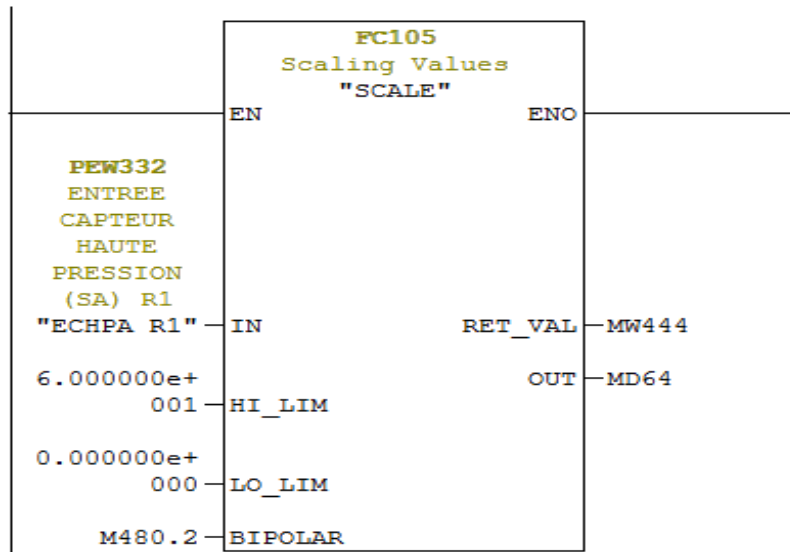 FC105
Scaling Values
"SCALE"
EN ENO
PEW332
ENTREE
CAPTEUR
HAUTE
PRESSION
(SA) R1
"ECHPA R1" IN RET_VAL MW444
6.000000e+ OUT MD64
001 HI_LIM
0.000000e+
000 LO_LIM
M480.2 BIPOLAR